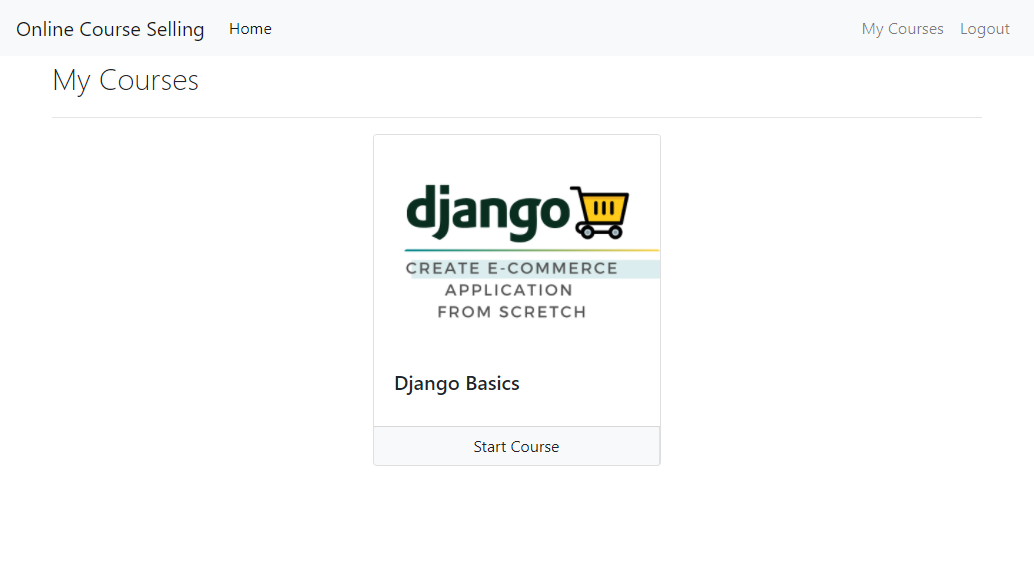 Online Course Selling Home My Courses Logout
My Courses
django
CREATE E-COMMERCE
APPLICATION
FROM SCRETCH
Django Basics
Start Course